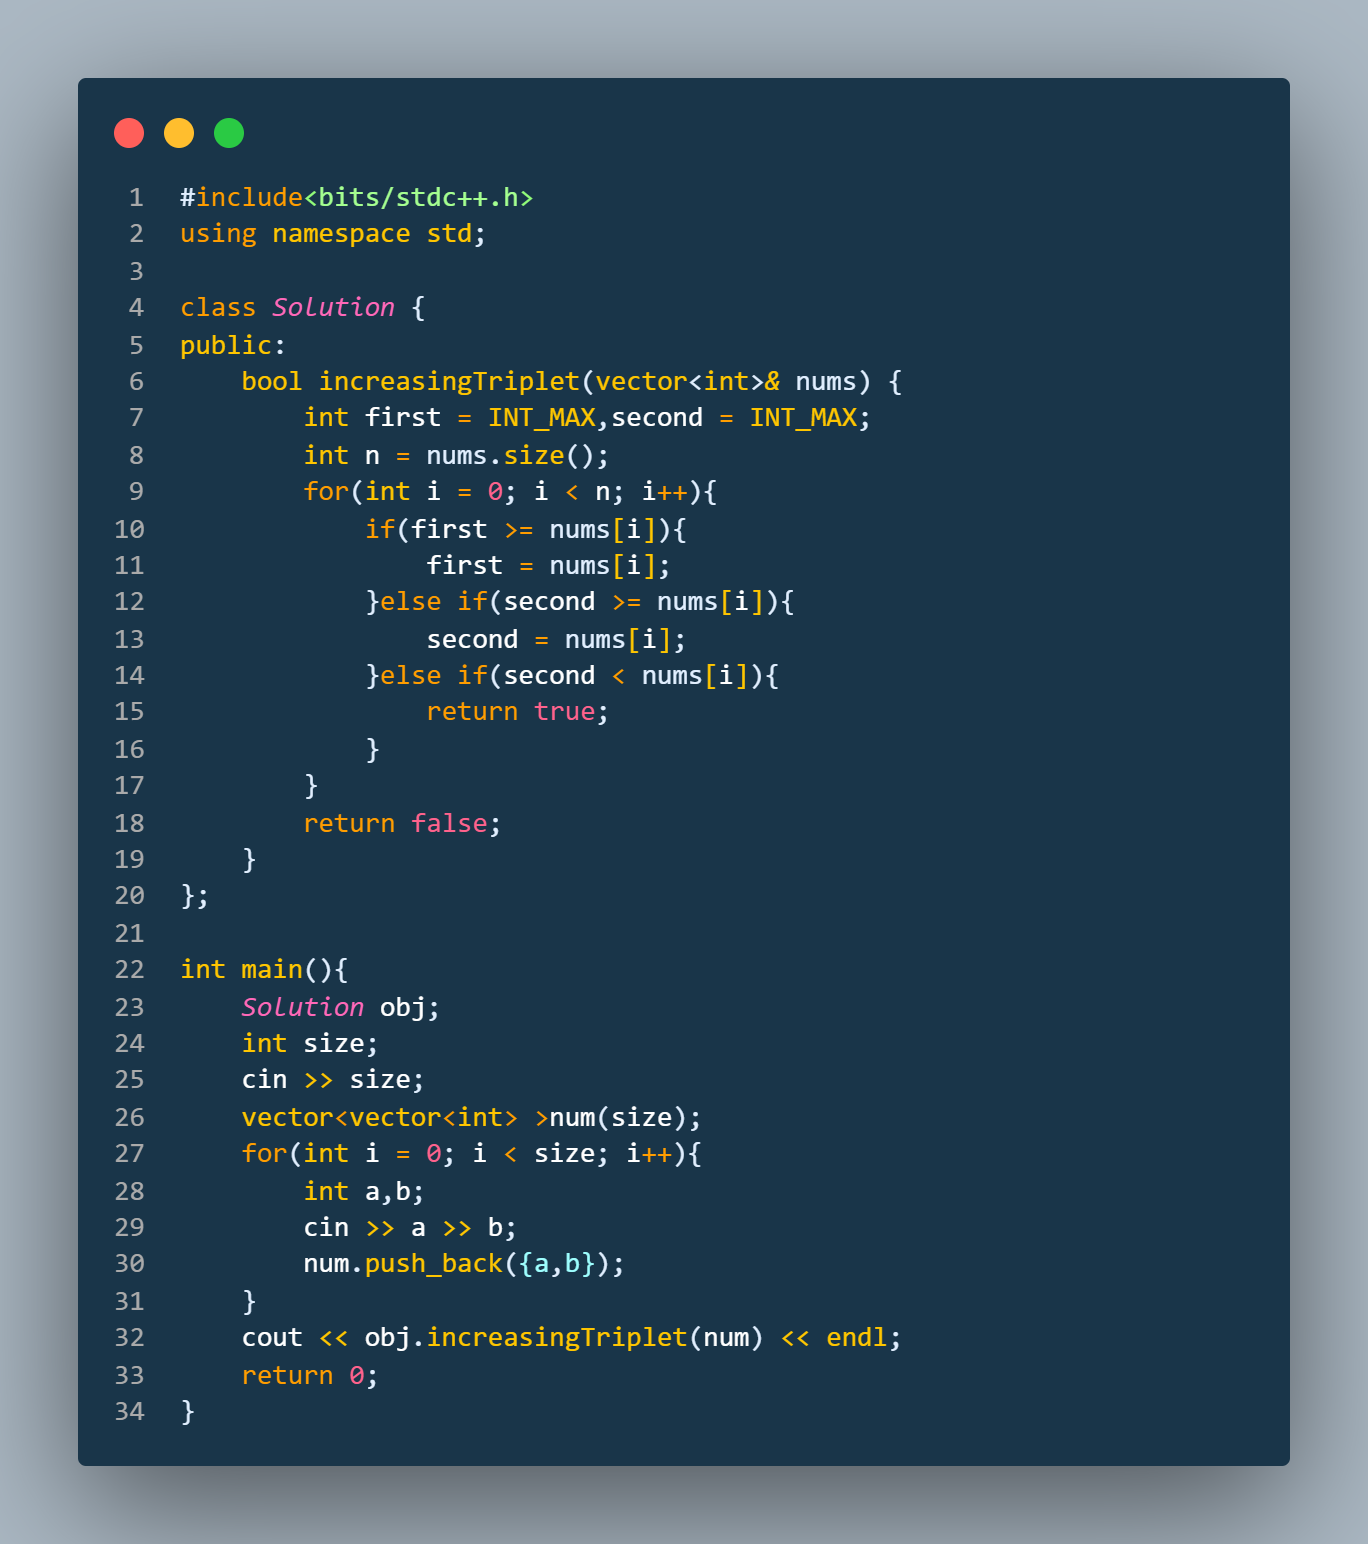 1 #include<bits/stdc++.h>
2 using namespace std;
3
4 class Solution {
5 public:
6     bool increasingTriplet(vector<int>& nums) {
7         int first = INT_MAX,second = INT_MAX;
8         int n = nums.size();
9         for(int i = 0; i < n; i++){
10             if(first >= nums[i]){
11                 first = nums[i];
12             }else if(second >= nums[i]){
13                 second = nums[i];
14             }else if(second < nums[i]){
15                 return true;
16             }
17         }
18         return false;
19     }
20 };
21
22 int main(){
23     Solution obj;
24     int size;
25     cin >> size;
26     vector<vector<int> >num(size);
27     for(int i = 0; i < size; i++){
28         int a,b;
29         cin >> a >> b;
30         num.push_back({a,b});
31     }
32     cout << obj.increasingTriplet(num) << endl;
33     return 0;
34 }